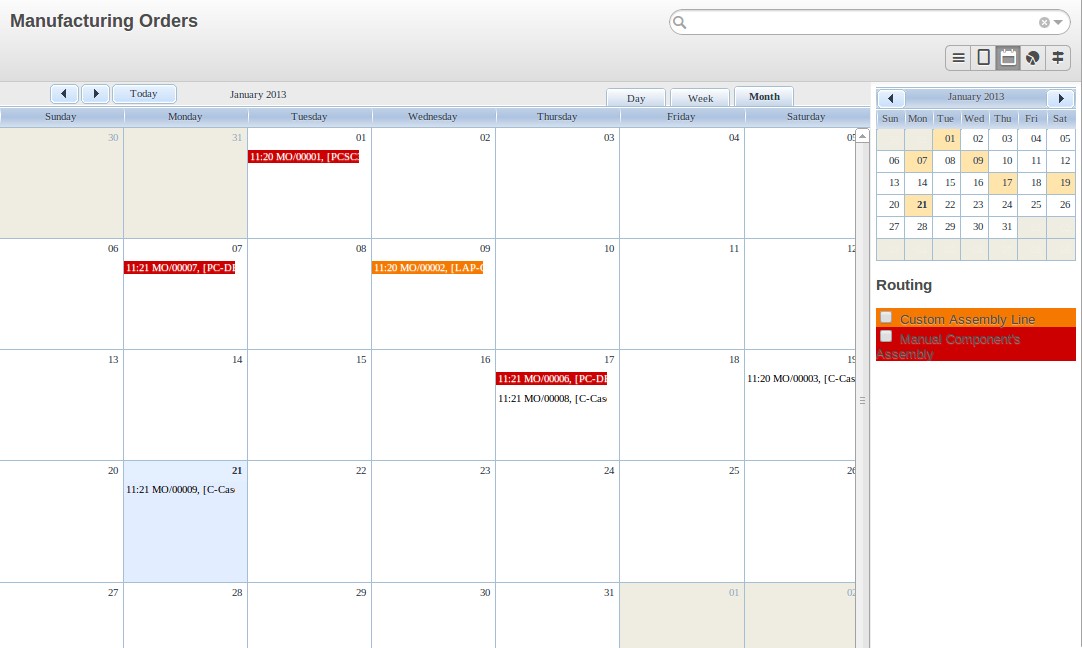 Manufacturing Orders
Today January 2013 Day Week Month
Sunday Monday Tuesday Wednesday Thursday Friday Saturday
30 31 01 02 03 04 05
11:20 MO/00001, [PCSC
06 07 08 09 10 11 12
11:21 MO/00007, [PC-DE 11:20 MO/00002, [LAP-C
13 14 15 16 17 18 19
11:21 MO/00006, [PC-DE 11:20 MO/00003, [C-Cas
11:21 MO/00008, [C-Cas
20 21 22 23 24 25 26
11:21 MO/00009, [C-Cas
27 28 29 30 31 01 02
January 2013
Sun Mon Tue Wed Thu Fri Sat
01 02 03 04 05
06 07 08 09 10 11 12
13 14 15 16 17 18 19
20 21 22 23 24 25 26
27 28 29 30 31
Routing
Custom Assembly Line
Manual Component's
Assembly